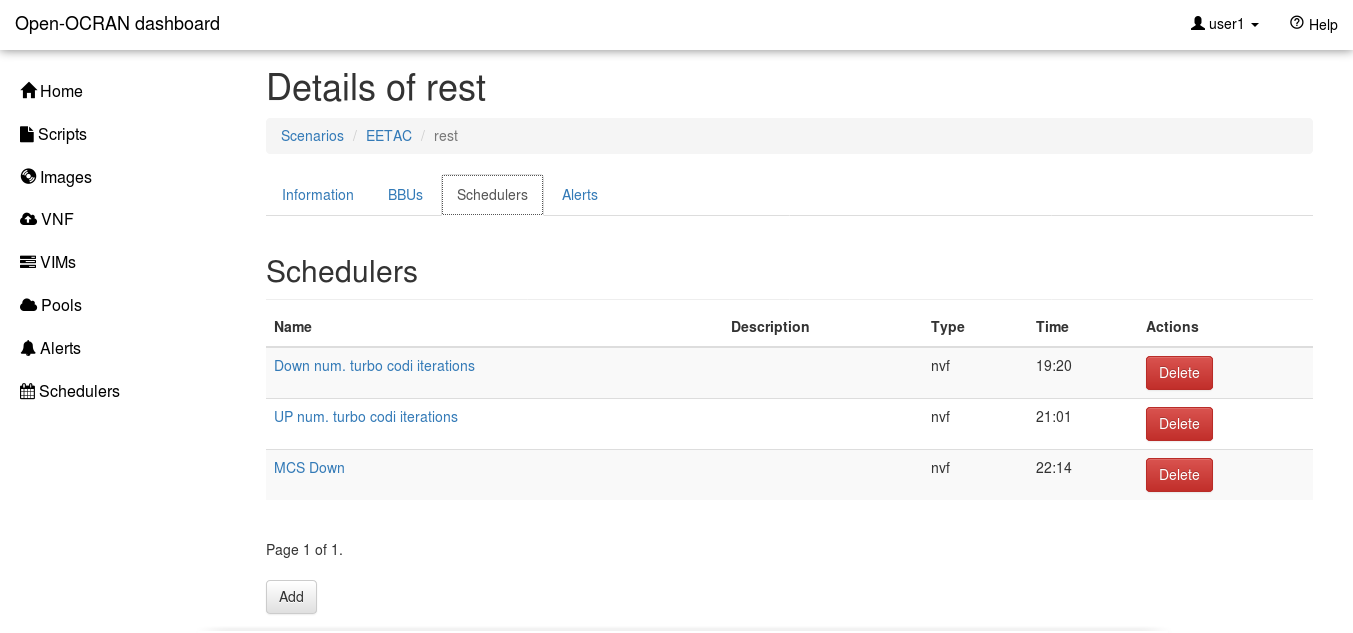 Open-OCRAN dashboard
user1
Help
Home
Scripts
Images
VNF
VIMs
Pools
Alerts
Schedulers
Details of rest
Scenarios / EETAC / rest
Information BBUs Schedulers Alerts
Schedulers
Name Description Type Time Actions
Down num. turbo codi iterations nvf 19:20 Delete
UP num. turbo codi iterations nvf 21:01 Delete
MCS Down nvf 22:14 Delete
Page 1 of 1.
Add